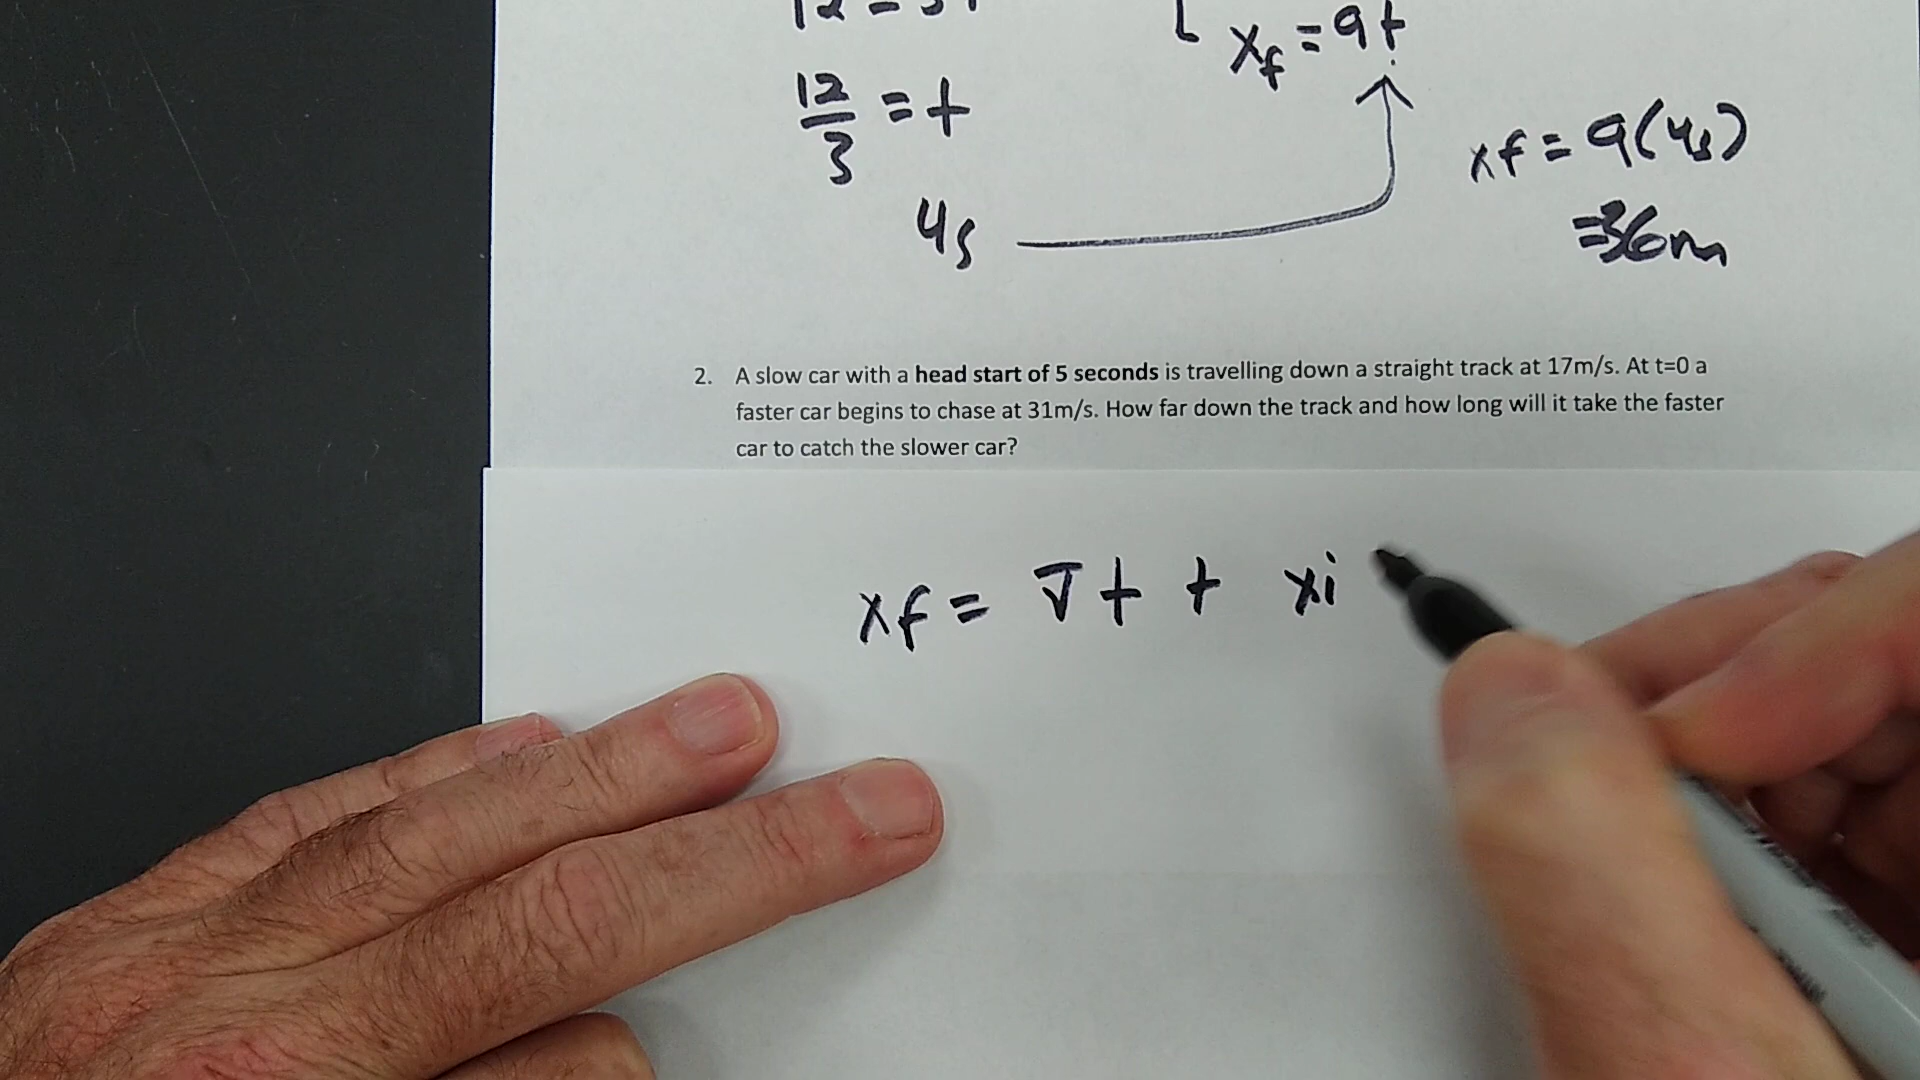 12 = 3t
xf = 9t
12/3 = t
xf = 9(4s)
4s
=36m
2. A slow car with a head start of 5 seconds is travelling down a straight track at 17m/s. At t=0 a
faster car begins to chase at 31m/s. How far down the track and how long will it take the faster
car to catch the slower car?
xf = v̅t + xi